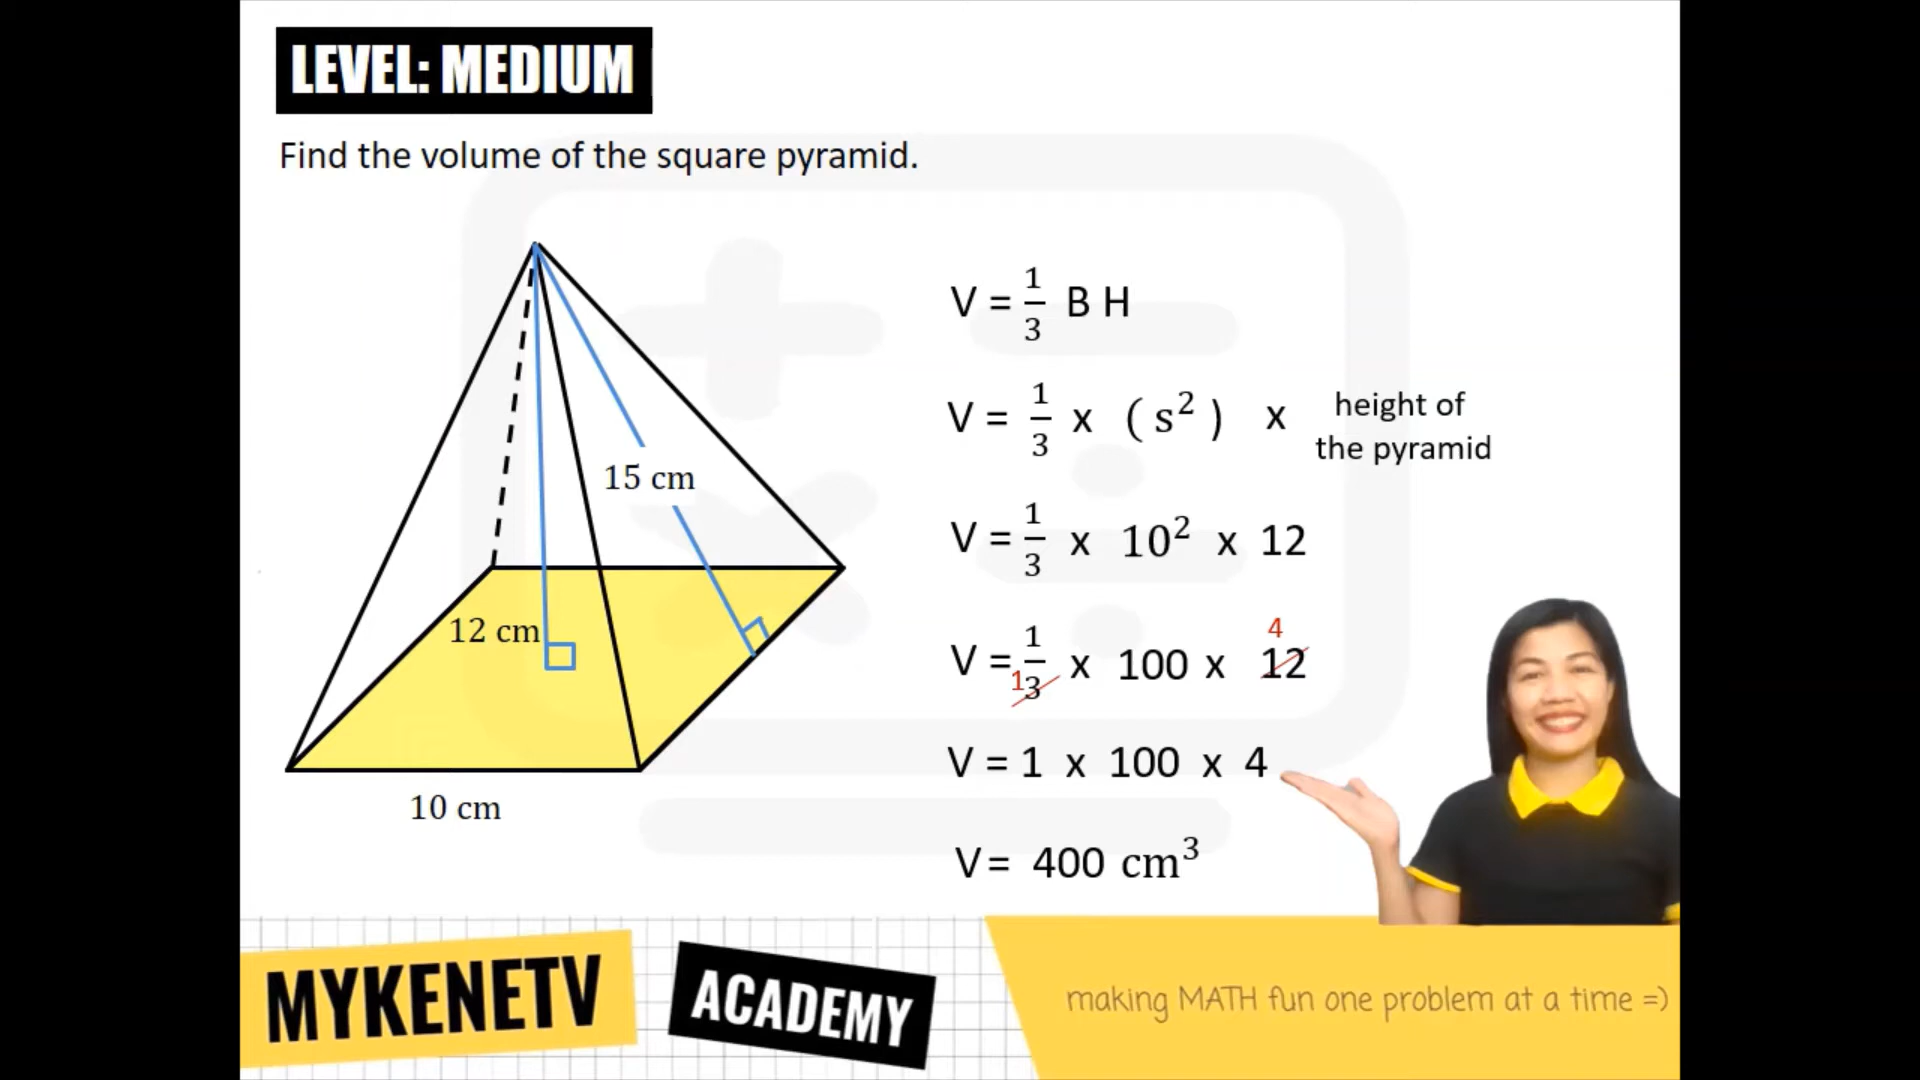 LEVEL: MEDIUM
Find the volume of the square pyramid.
15 cm
12 cm
10 cm
V = 1/3 B H
V = 1/3 x ( s² ) x height of the pyramid
V = 1/3 x 10² x 12
4
V = 1/3 x 100 x 12
1
V = 1 x 100 x 4
V = 400 cm³
MYKENETV
ACADEMY
making MATH fun one problem at a time =)